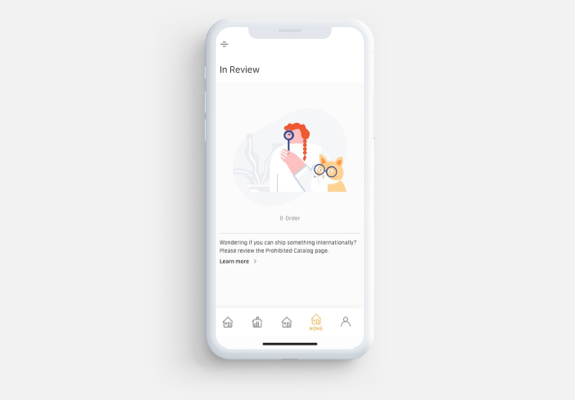 In Review
0 Order
Wondering if you can ship something internationally?
Please review the Prohibited Catalog page.
Learn more
HOME